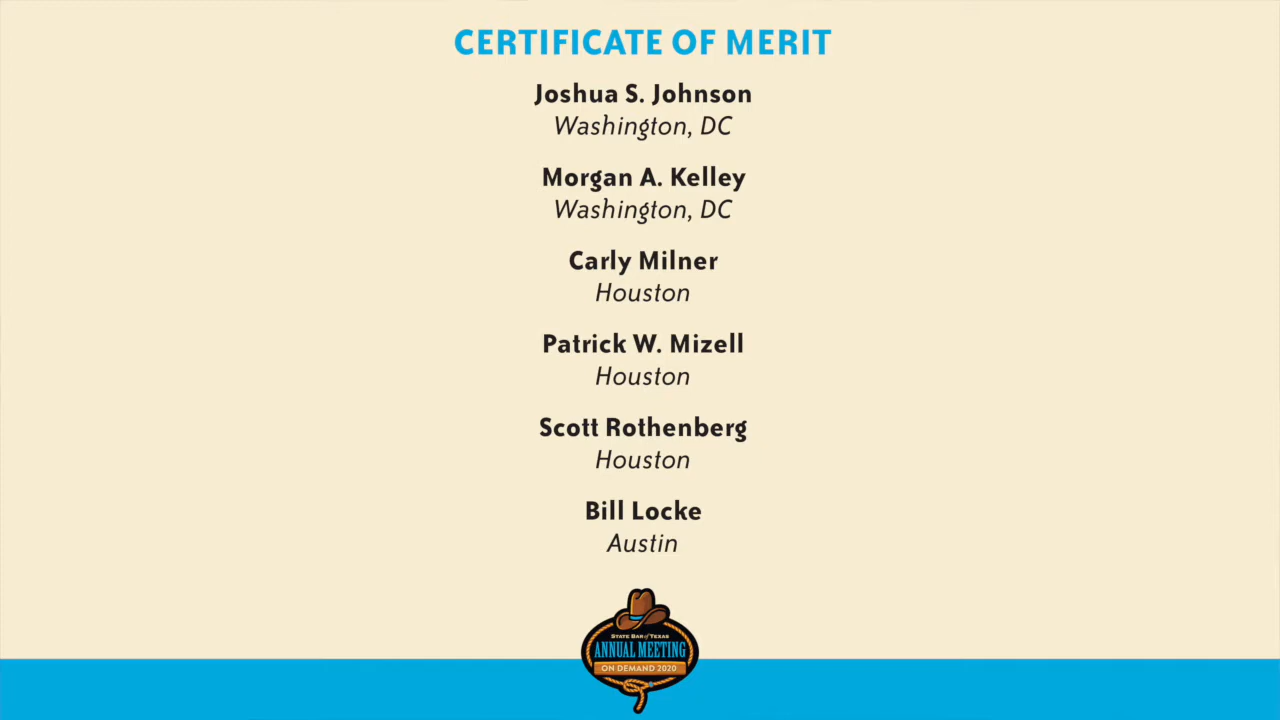 CERTIFICATE OF MERIT
Joshua S. Johnson
Washington, DC
Morgan A. Kelley
Washington, DC
Carly Milner
Houston
Patrick W. Mizell
Houston
Scott Rothenberg
Houston
Bill Locke
Austin
STATE BAR of TEXAS
ANNUAL MEETING
ON DEMAND 2020